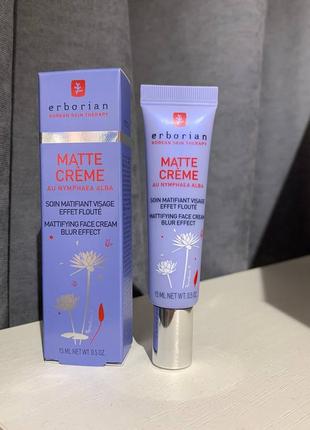 erborian
KOREAN SKIN THERAPY
MATTE
CRÈME
AU NYMPHAEA ALBA
SOIN MATIFIANT VISAGE
EFFET FLOUTÉ
MATTIFYING FACE CREAM
BLUR EFFECT
15 ML NET WT. 0.5 OZ.
erborian
KOREAN SKIN THERAPY
MATTE
CRÈME
AU NYMPHAEA ALBA
SOIN MATIFIANT VISAGE
EFFET FLOUTÉ
MATTIFYING FACE CREAM
BLUR EFFECT
15 ML NET WT. 0.5 OZ.